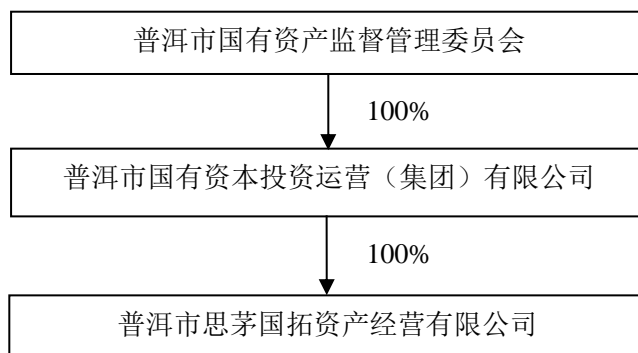 普洱市国有资产监督管理委员会
100%
普洱市国有资本投资运营（集团）有限公司
100%
普洱市思茅国拓资产经营有限公司